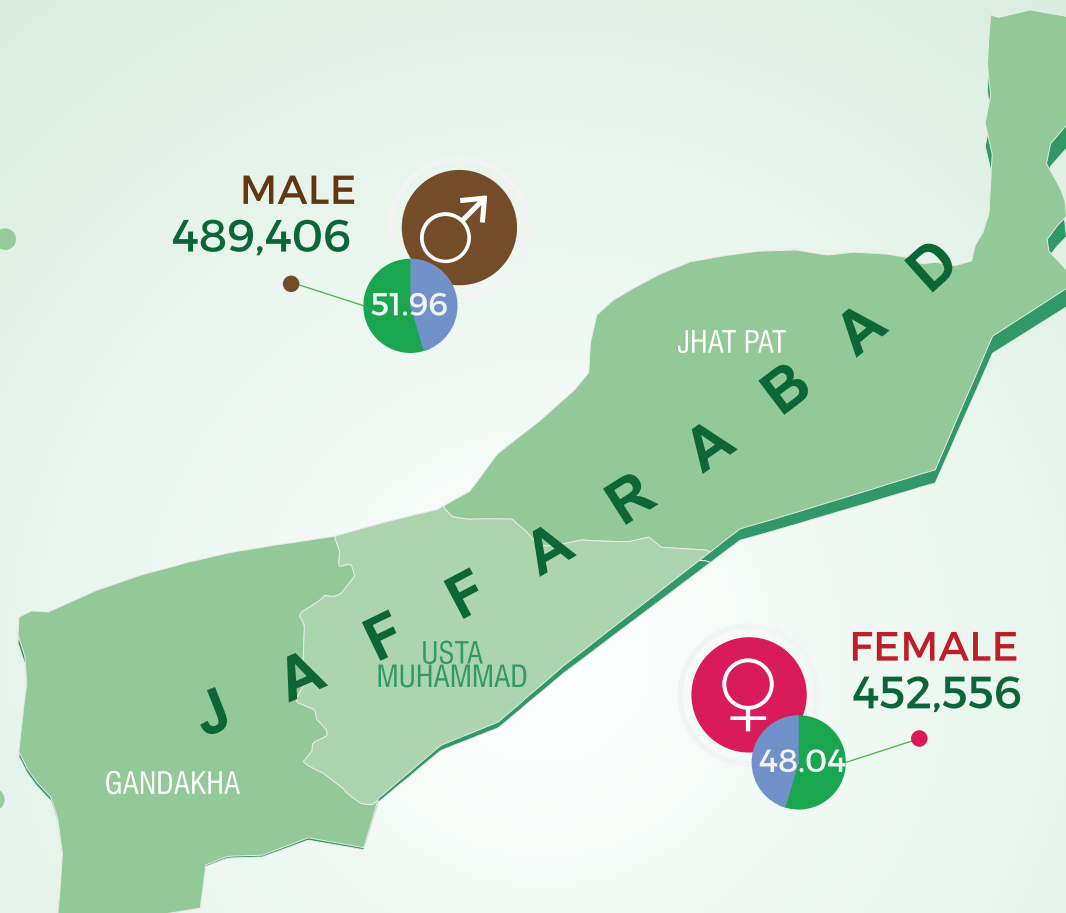 MALE
489,406
51.96
JHAT PAT
JAFFARABAD
USTA
MUHAMMAD
GANDAKHA
FEMALE
452,556
48.04